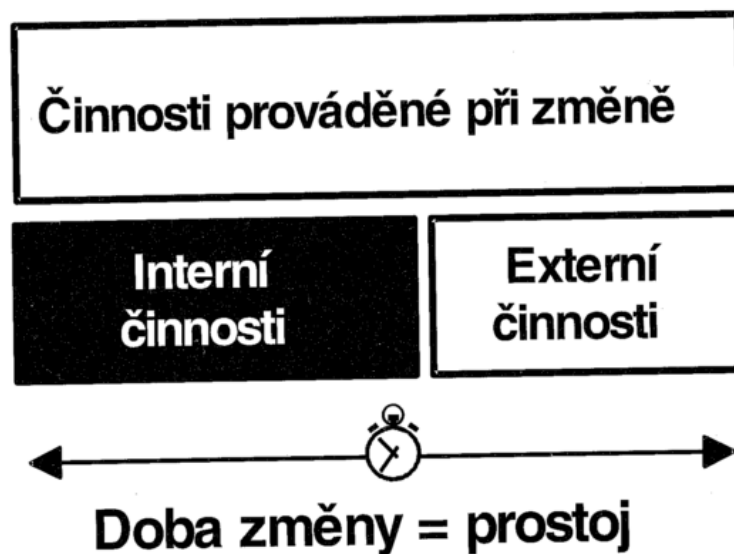 Činnosti prováděné při změně
Interní
činnosti
Externí
činnosti
Doba změny = prostoj